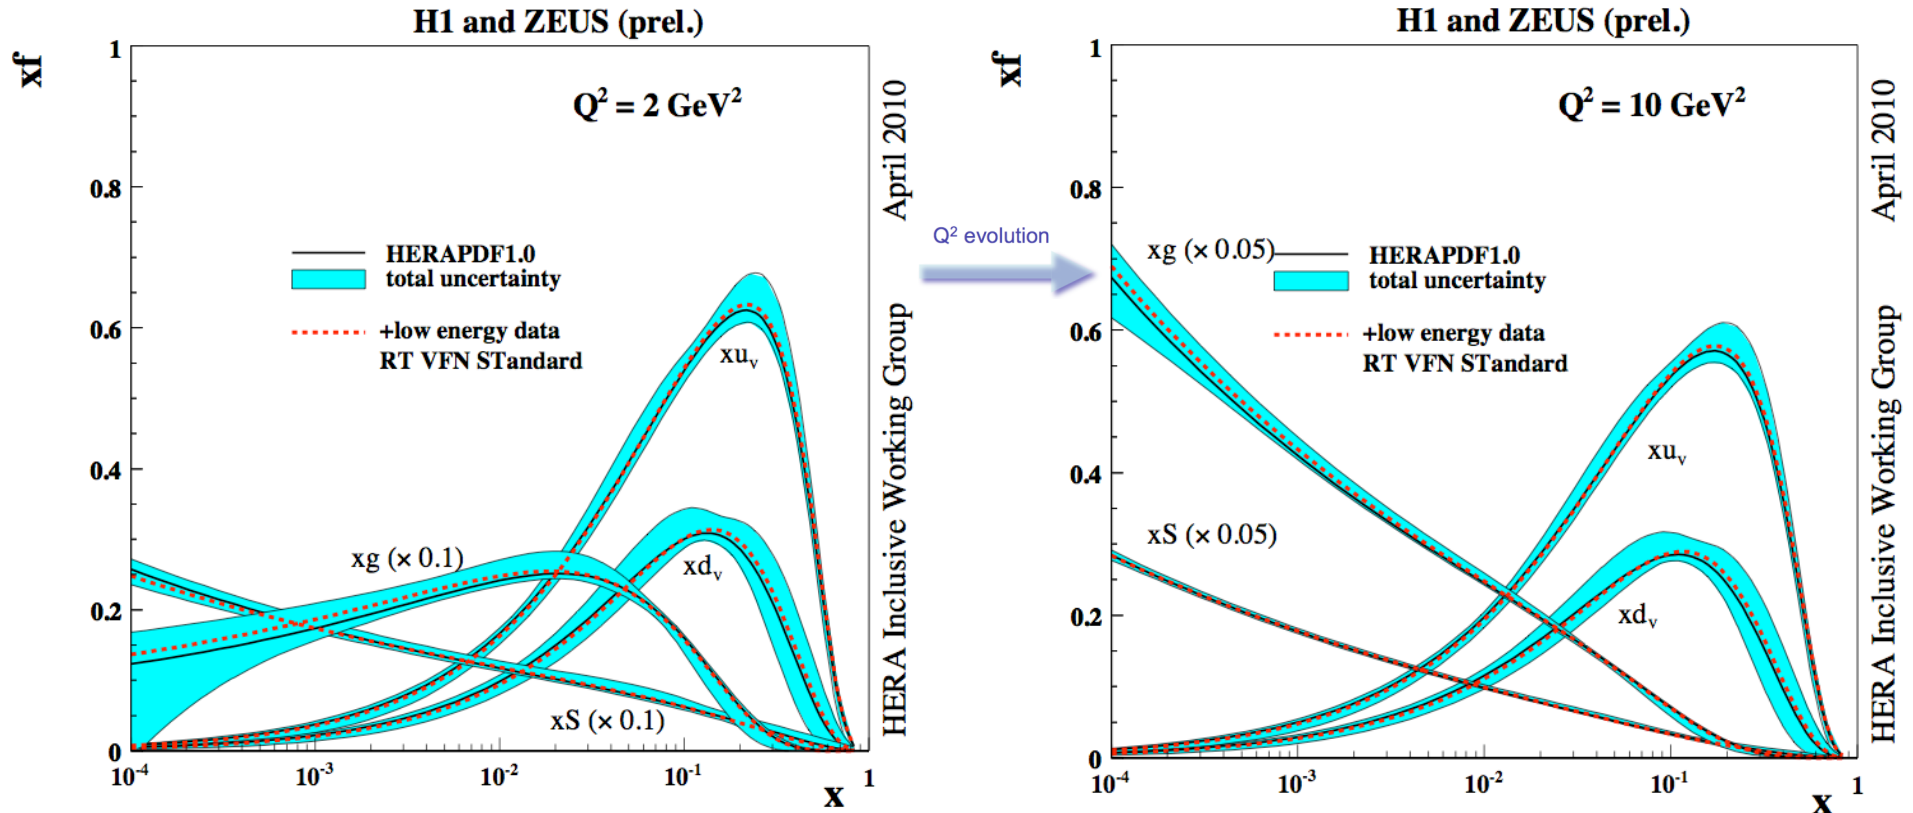 H1 and ZEUS (prel.)
xf
1
Q² = 2 GeV²
0.8
HERAPDF1.0
total uncertainty
+low energy data
RT VFN STandard
0.6
xuᵥ
0.4
xg (× 0.1)
xdᵥ
0.2
xS (× 0.1)
0
10⁻⁴
10⁻³
10⁻²
10⁻¹
1
x
HERA Inclusive Working Group April 2010
Q² evolution
H1 and ZEUS (prel.)
xf
1
Q² = 10 GeV²
0.8
xg (× 0.05)
HERAPDF1.0
total uncertainty
+low energy data
RT VFN STandard
0.6
xuᵥ
0.4
xS (× 0.05)
xdᵥ
0.2
0
10⁻⁴
10⁻³
10⁻²
10⁻¹
1
x
HERA Inclusive Working Group April 2010